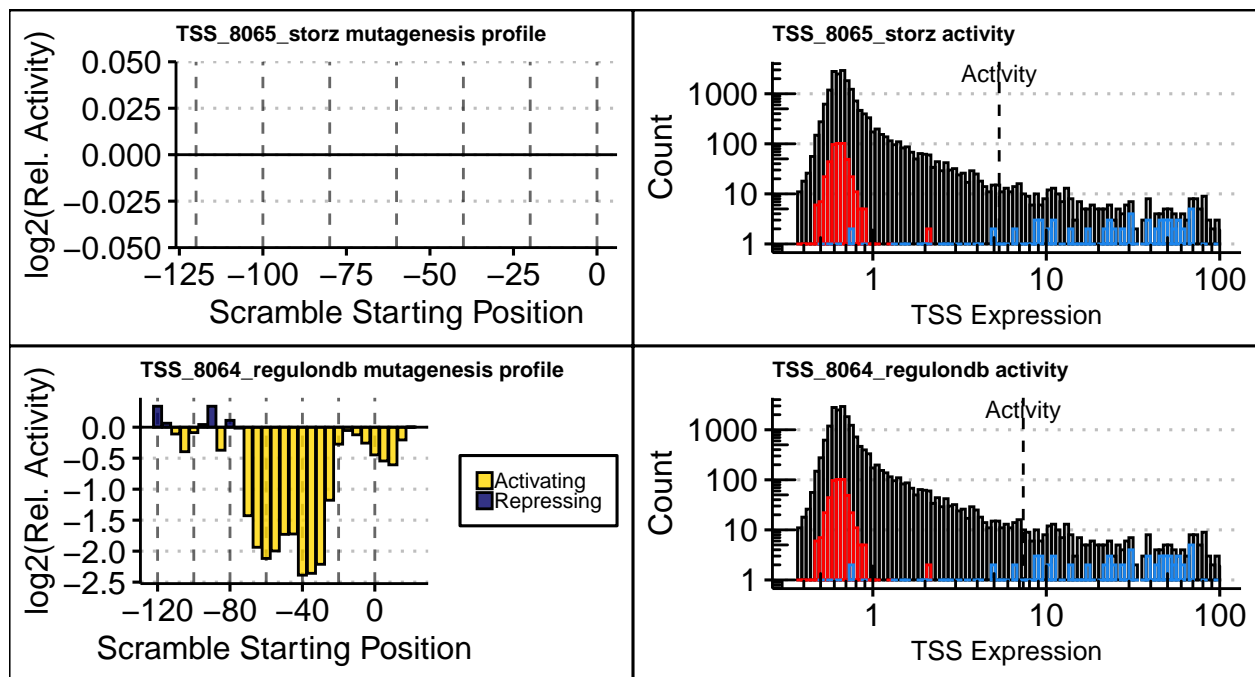 TSS_8065_storz mutagenesis profile
log2(Rel. Activity)
0.050
0.025
0.000
−0.025
−0.050
−125 −100 −75 −50 −25 0
Scramble Starting Position
TSS_8065_storz activity
Activity
Count
1000
100
10
1
1 10 100
TSS Expression
TSS_8064_regulondb mutagenesis profile
log2(Rel. Activity)
0.0
−0.5
−1.0
−1.5
−2.0
−2.5
−120 −80 −40 0
Scramble Starting Position
Activating
Repressing
TSS_8064_regulondb activity
Activity
Count
1000
100
10
1
1 10 100
TSS Expression